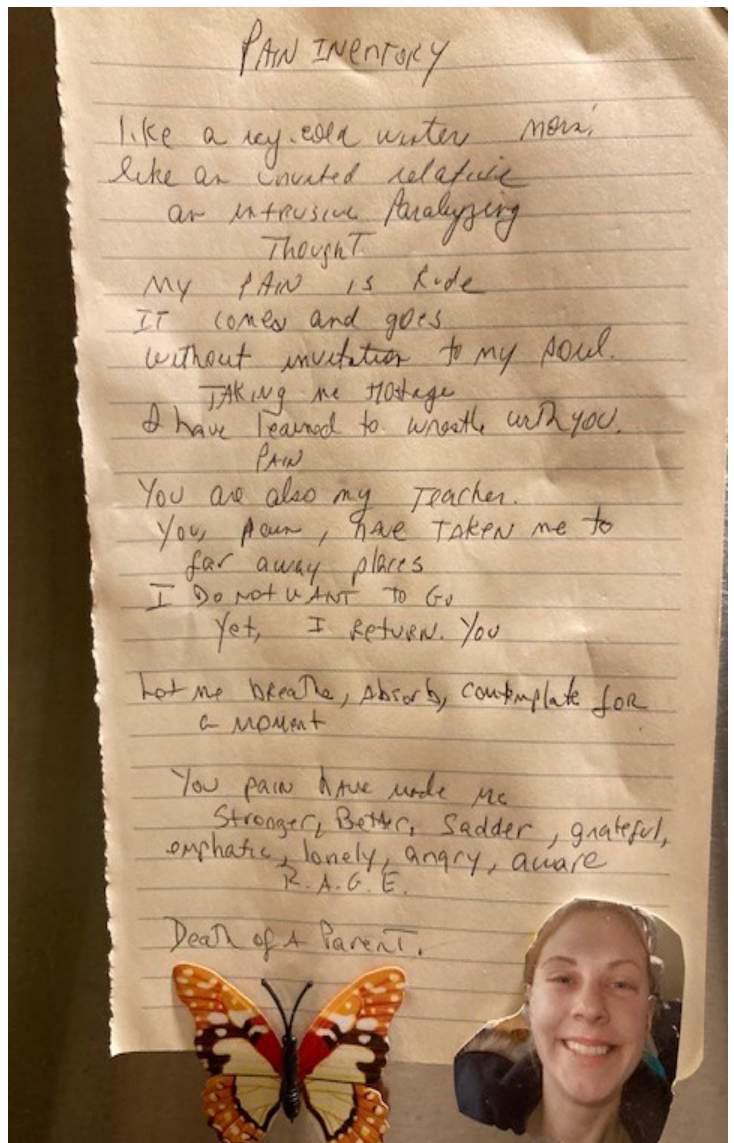 PAIN INENTORY
like a icy cold winter morn,
like an invited relative
an intrusive Paralyzing
Thought.
MY PAIN is Rude
IT comes and goes
without invitation to my soul.
TAKING me Hostage
I have learned to wrestle with you.
PAIN
You are also my Teacher.
You, pain, have TAKEN me to
far away places
I DO NOT WANT TO GO
Yet, I RETURN. You
Let me breathe, Absorb, contemplate for
a moment
You pain have made me
Stronger, Better, Sadder, grateful,
emphatic, lonely, angry, aware
R.A.G.E.
Death of A Parent.